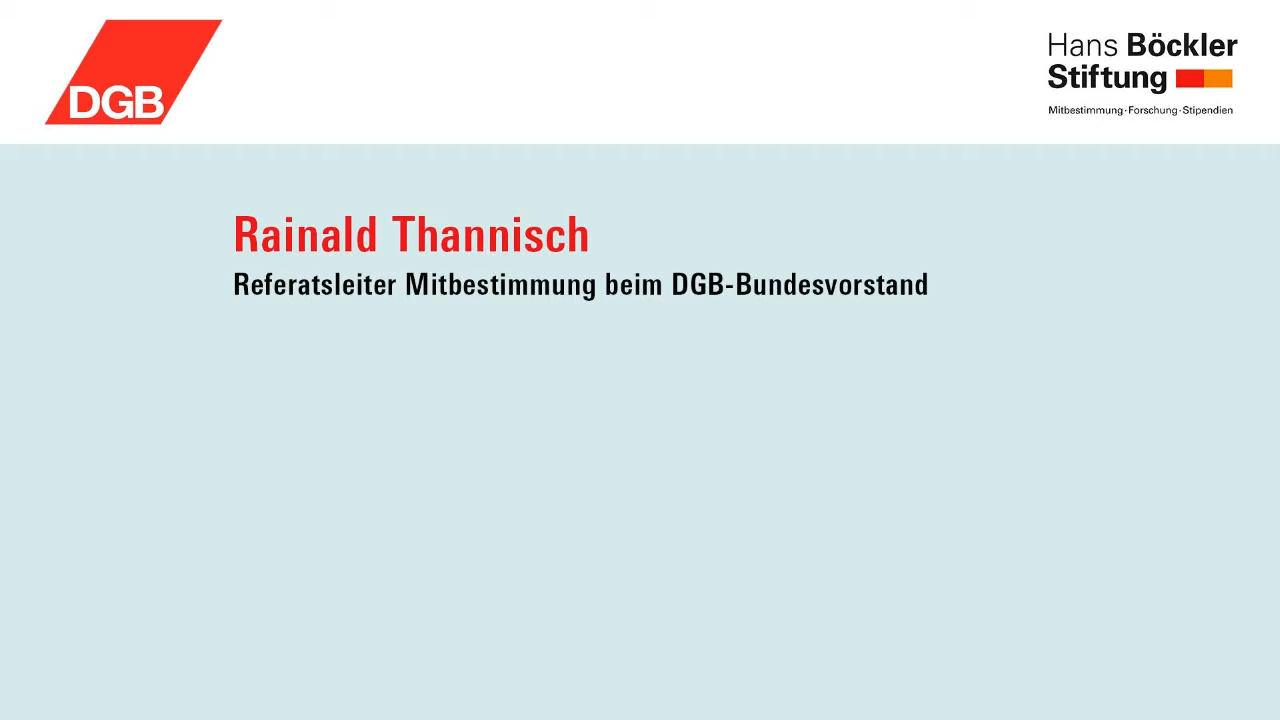 DGB
Hans Böckler
Stiftung
Mitbestimmung·Forschung·Stipendien
Rainald Thannisch
Referatsleiter Mitbestimmung beim DGB-Bundesvorstand